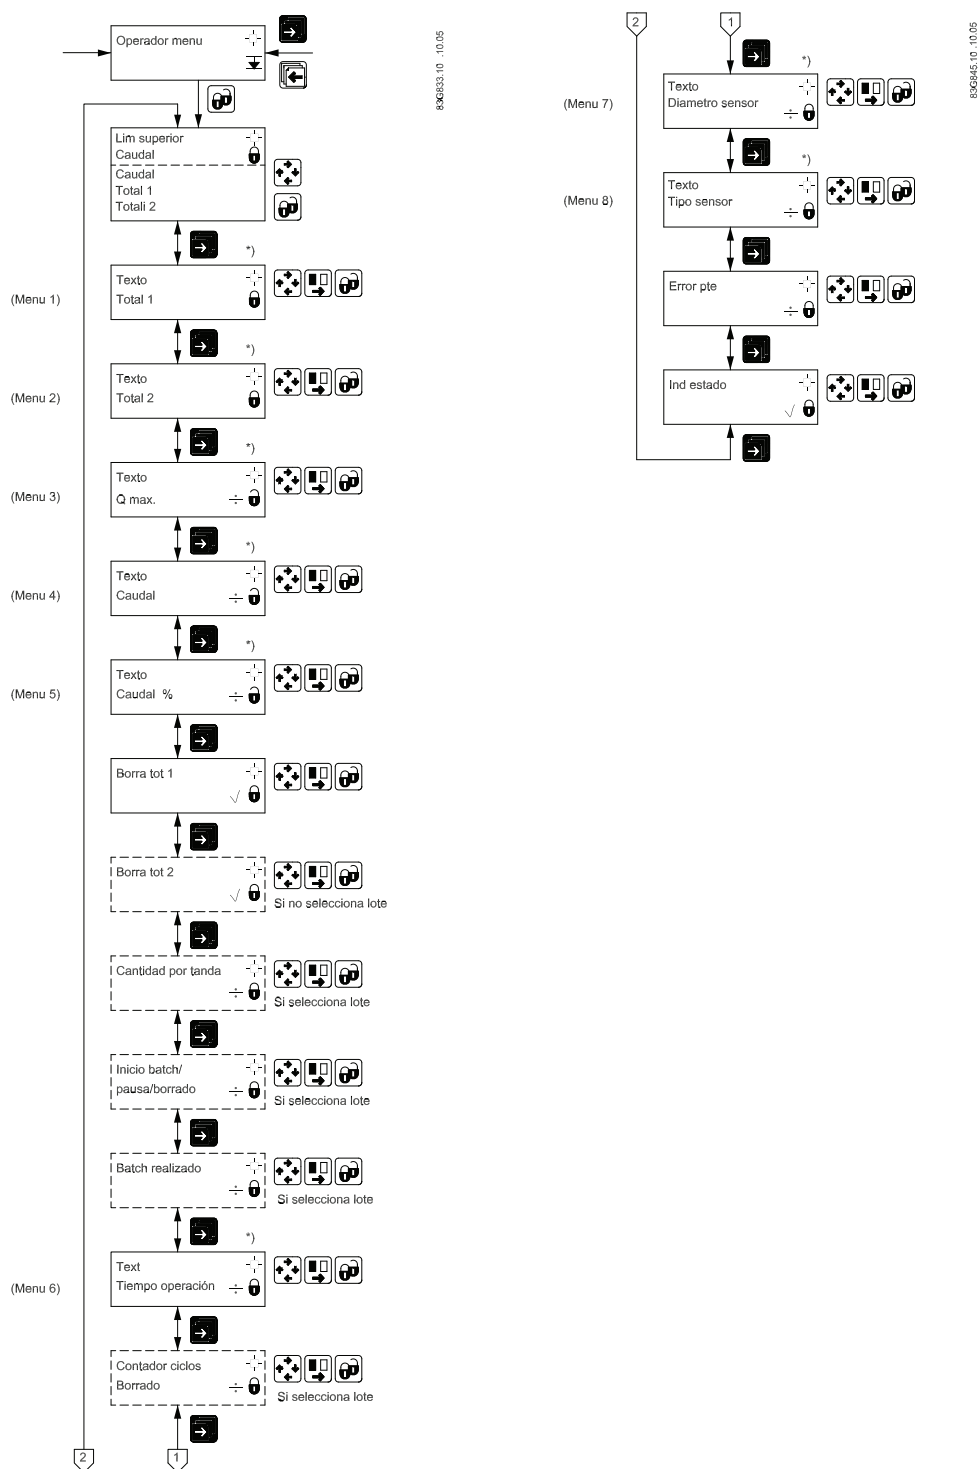 Operador menu
83G833.10 .10.05
Lim superior
Caudal
Caudal
Total 1
Totali 2
*)
(Menu 1)
Texto
Total 1
*)
(Menu 2)
Texto
Total 2
*)
(Menu 3)
Texto
Q max.
*)
(Menu 4)
Texto
Caudal
*)
(Menu 5)
Texto
Caudal %
Borra tot 1
Borra tot 2
Si no selecciona lote
Cantidad por tanda
Si selecciona lote
Inicio batch/
pausa/borrado
Si selecciona lote
Batch realizado
Si selecciona lote
*)
(Menu 6)
Text
Tiempo operación
Contador ciclos
Borrado
Si selecciona lote
2
1
2
1
83G845.10 .10.05
*)
(Menu 7)
Texto
Diametro sensor
*)
(Menu 8)
Texto
Tipo sensor
Error pte
Ind estado